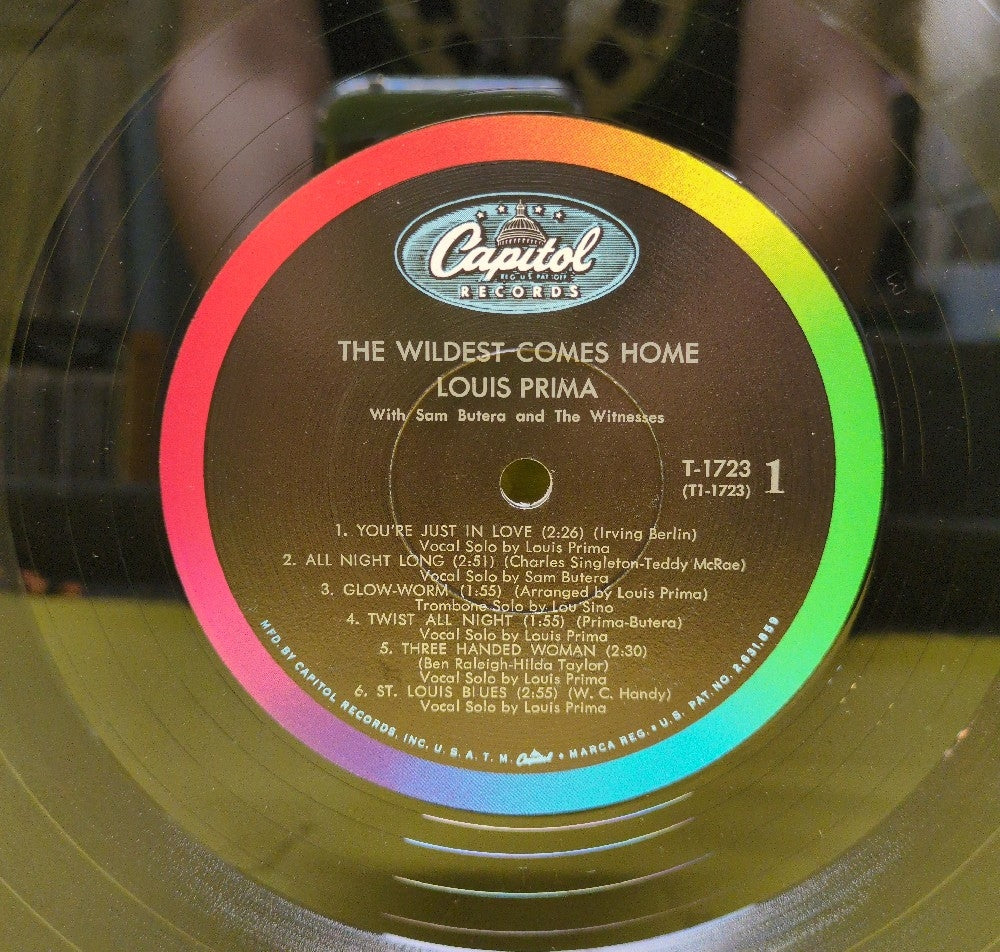 Capitol
REG. U.S. PAT. OFF.
RECORDS
THE WILDEST COMES HOME
LOUIS PRIMA
With Sam Butera and The Witnesses
T-1723 1
(T1-1723)
1. YOU'RE JUST IN LOVE (2:26) (Irving Berlin)
Vocal Solo by Louis Prima
2. ALL NIGHT LONG (2:51) (Charles Singleton-Teddy McRae)
Vocal Solo by Sam Butera
3. GLOW-WORM (1:55) (Arranged by Louis Prima)
Trombone Solo by Lou Sino
4. TWIST ALL NIGHT (1:55) (Prima-Butera)
Vocal Solo by Louis Prima
5. THREE HANDED WOMAN (2:30)
(Ben Raleigh-Hilda Taylor)
Vocal Solo by Louis Prima
6. ST. LOUIS BLUES (2:55) (W. C. Handy)
Vocal Solo by Louis Prima
MFD. BY CAPITOL RECORDS, INC. U. S. A. T. M. Capitol • MARCA REG. • U.S. PAT. NO. 2,631,859